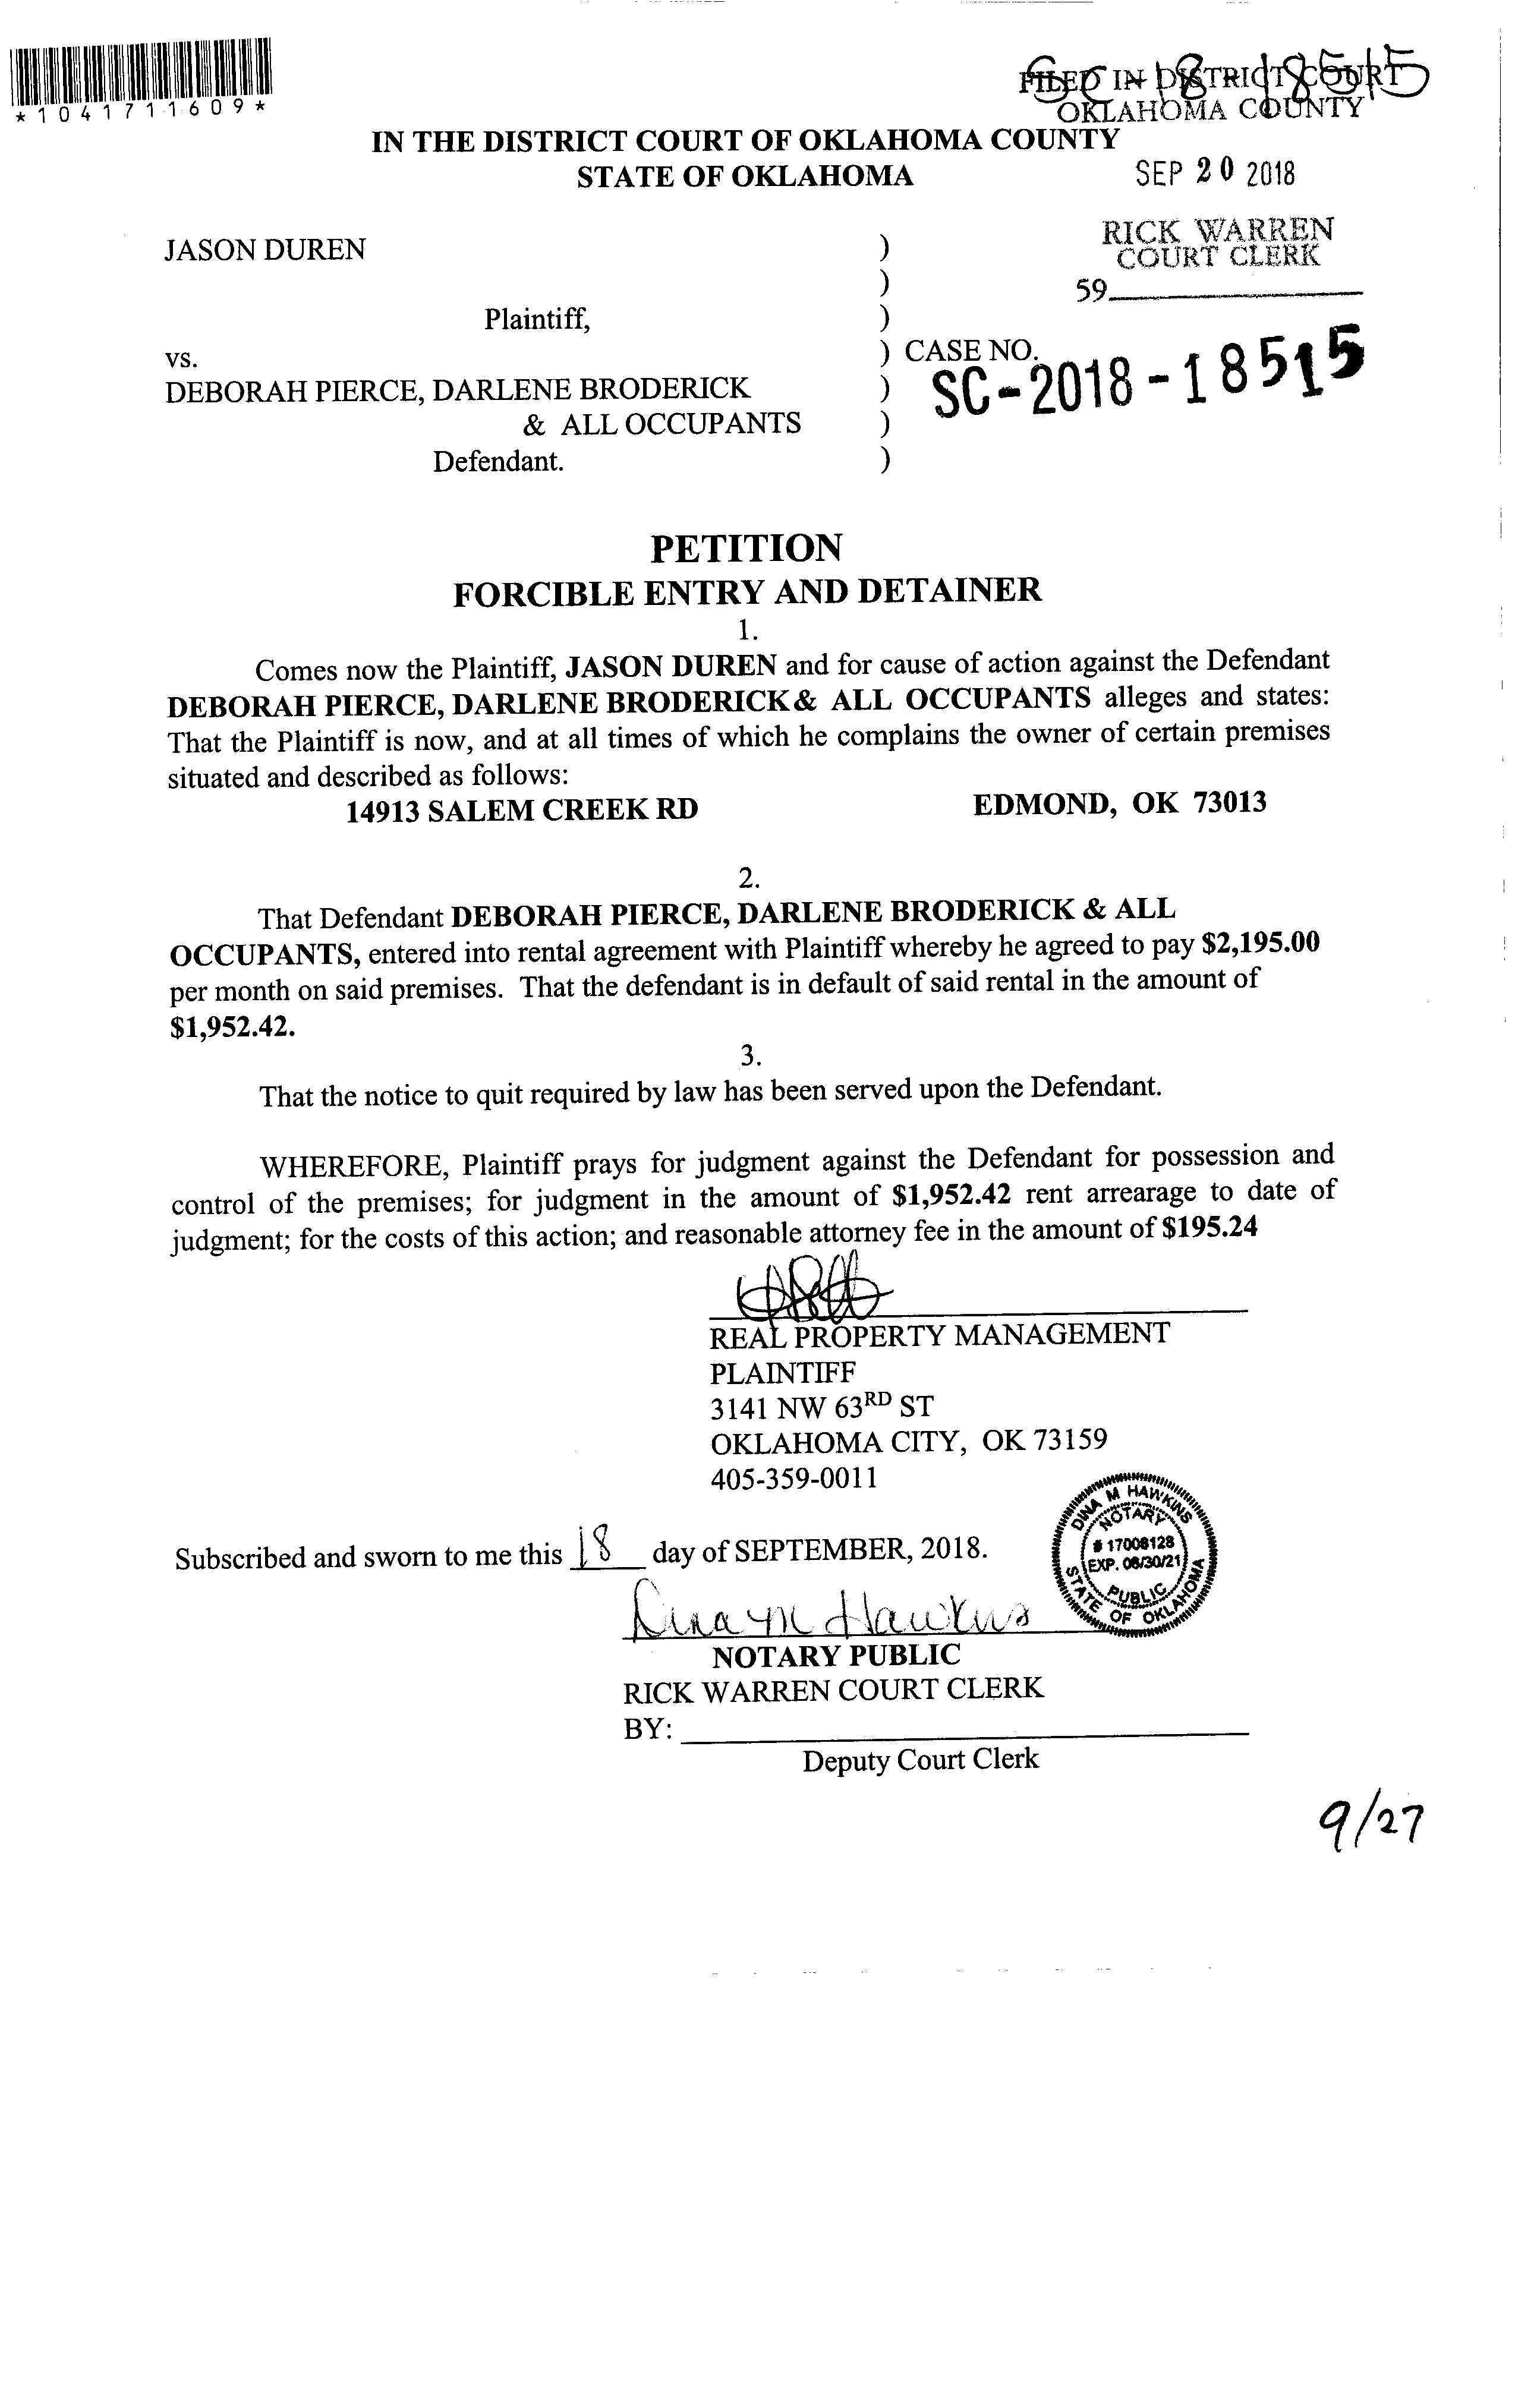 *1041711609*
SC-18-18515
FILED IN DISTRICT COURT
OKLAHOMA COUNTY
IN THE DISTRICT COURT OF OKLAHOMA COUNTY
STATE OF OKLAHOMA
SEP 20 2018
RICK WARREN
COURT CLERK
59
JASON DUREN )
)
Plaintiff, )
vs. ) CASE NO.
SC-2018-18515
DEBORAH PIERCE, DARLENE BRODERICK )
& ALL OCCUPANTS )
Defendant. )
PETITION
FORCIBLE ENTRY AND DETAINER
1.
Comes now the Plaintiff, JASON DUREN and for cause of action against the Defendant
DEBORAH PIERCE, DARLENE BRODERICK& ALL OCCUPANTS alleges and states:
That the Plaintiff is now, and at all times of which he complains the owner of certain premises
situated and described as follows:
14913 SALEM CREEK RD EDMOND, OK 73013
2.
That Defendant DEBORAH PIERCE, DARLENE BRODERICK & ALL
OCCUPANTS, entered into rental agreement with Plaintiff whereby he agreed to pay $2,195.00
per month on said premises. That the defendant is in default of said rental in the amount of
$1,952.42.
3.
That the notice to quit required by law has been served upon the Defendant.
WHEREFORE, Plaintiff prays for judgment against the Defendant for possession and
control of the premises; for judgment in the amount of $1,952.42 rent arrearage to date of
judgment; for the costs of this action; and reasonable attorney fee in the amount of $195.24
REAL PROPERTY MANAGEMENT
PLAINTIFF
3141 NW 63RD ST
OKLAHOMA CITY, OK 73159
405-359-0011
Subscribed and sworn to me this 18 day of SEPTEMBER, 2018.
DINA M HAWKINS
NOTARY
# 17008128
EXP. 08/30/21
PUBLIC
STATE OF OKLAHOMA
Dina M Hawkins
NOTARY PUBLIC
RICK WARREN COURT CLERK
BY:
Deputy Court Clerk
9/27